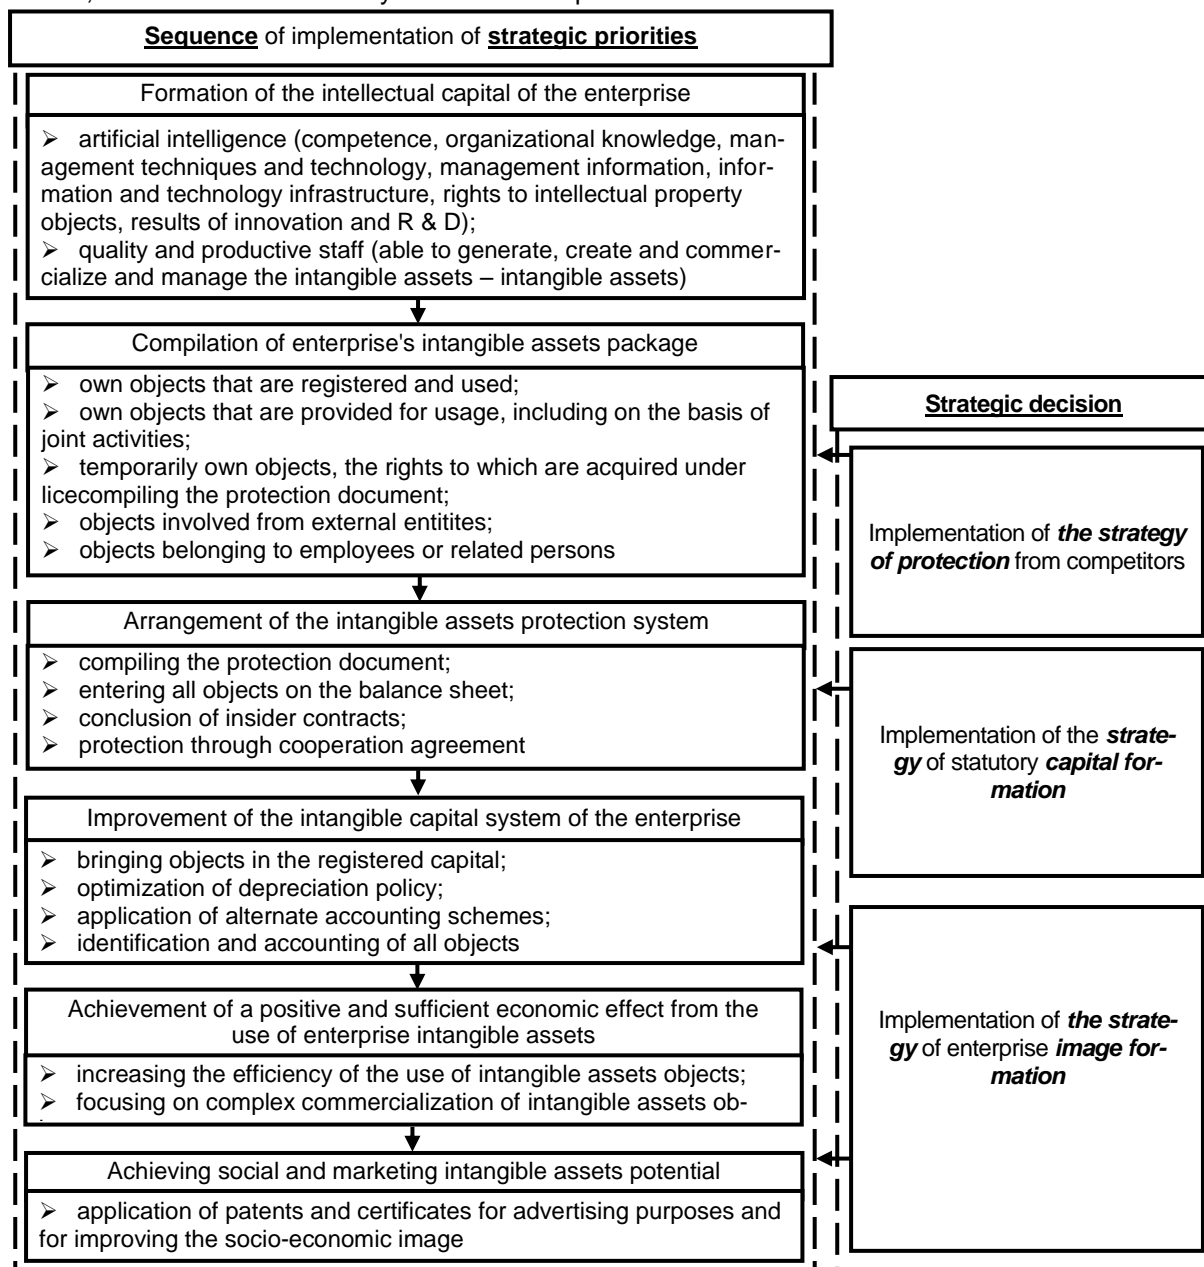 Sequence of implementation of strategic priorities
Formation of the intellectual capital of the enterprise
➢ artificial intelligence (competence, organizational knowledge, man-
agement techniques and technology, management information, infor-
mation and technology infrastructure, rights to intellectual property
objects, results of innovation and R & D);
➢ quality and productive staff (able to generate, create and commer-
cialize and manage the intangible assets – intangible assets)
Compilation of enterprise's intangible assets package
➢ own objects that are registered and used;
➢ own objects that are provided for usage, including on the basis of
joint activities;
➢ temporarily own objects, the rights to which are acquired under
licecompiling the protection document;
➢ objects involved from external entitites;
➢ objects belonging to employees or related persons
Arrangement of the intangible assets protection system
➢ compiling the protection document;
➢ entering all objects on the balance sheet;
➢ conclusion of insider contracts;
➢ protection through cooperation agreement
Improvement of the intangible capital system of the enterprise
➢ bringing objects in the registered capital;
➢ optimization of depreciation policy;
➢ application of alternate accounting schemes;
➢ identification and accounting of all objects
Achievement of a positive and sufficient economic effect from the
use of enterprise intangible assets
➢ increasing the efficiency of the use of intangible assets objects;
➢ focusing on complex commercialization of intangible assets ob-
Achieving social and marketing intangible assets potential
➢ application of patents and certificates for advertising purposes and
for improving the socio-economic image
Strategic decision
Implementation of the strategy
of protection from competitors
Implementation of the strate-
gy of statutory capital for-
mation
Implementation of the strate-
gy of enterprise image for-
mation